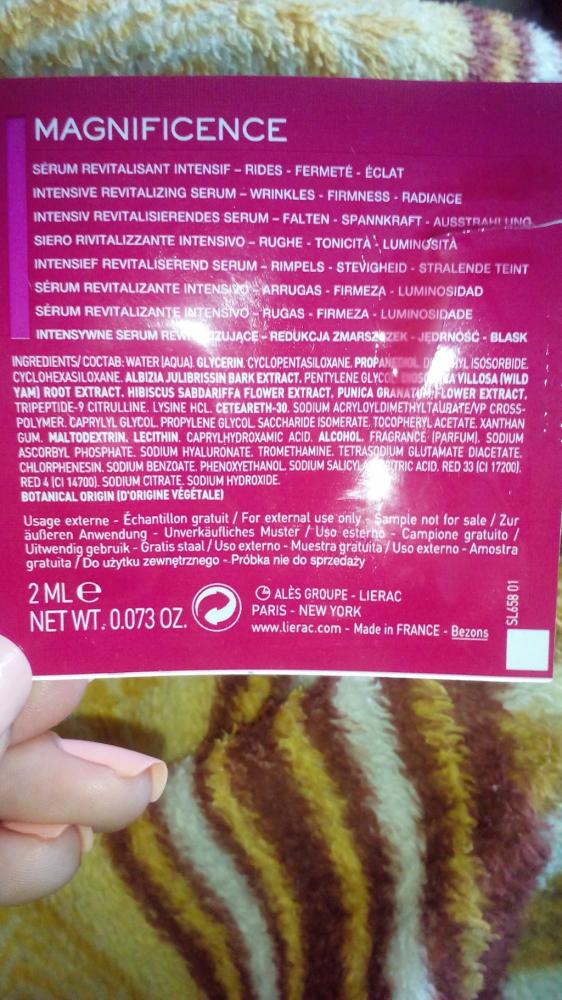 MAGNIFICENCE
SÉRUM REVITALISANT INTENSIF – RIDES - FERMETÉ - ÉCLAT
INTENSIVE REVITALIZING SERUM – WRINKLES - FIRMNESS - RADIANCE
INTENSIV REVITALISIERENDES SERUM – FALTEN - SPANNKRAFT - AUSSTRAHLUNG
SIERO RIVITALIZZANTE INTENSIVO – RUGHE - TONICITÀ - LUMINOSITÀ
INTENSIEF REVITALISEREND SERUM – RIMPELS - STEVIGHEID - STRALENDE TEINT
SÉRUM REVITALIZANTE INTENSIVO – ARRUGAS - FIRMEZA - LUMINOSIDAD
SÉRUM REVITALIZANTE INTENSIVO – RUGAS - FIRMEZA - LUMINOSIDADE
INTENSYWNE SERUM – REDUKCJA ZMARSZCZEK - JĘDRNOŚĆ - BLASK
INGREDIENTS/COCTAB: WATER (AQUA). GLYCERIN. CYCLOPENTASILOXANE. PROPANEDIOL. ISOSORBIDE.
CYCLOHEXASILOXANE. ALBIZIA JULIBRISSIN BARK EXTRACT. PENTYLENE GLYCOL. VILLOSA (WILD
YAM) ROOT EXTRACT. HIBISCUS SABDARIFFA FLOWER EXTRACT. PUNICA GRANATUM FLOWER EXTRACT.
TRIPEPTIDE-9 CITRULLINE. LYSINE HCL. CETEARETH-30. SODIUM ACRYLOYLDIMETHYLTAURATE/VP CROSS-
POLYMER. CAPRYLYL GLYCOL. PROPYLENE GLYCOL. SACCHARIDE ISOMERATE. TOCOPHERYL ACETATE. XANTHAN
GUM. MALTODEXTRIN. LECITHIN. CAPRYLHYDROXAMIC ACID. ALCOHOL. FRAGRANCE (PARFUM). SODIUM
ASCORBYL PHOSPHATE. SODIUM HYALURONATE. TROMETHAMINE. TETRASODIUM GLUTAMATE DIACETATE.
CHLORPHENESIN. SODIUM BENZOATE. PHENOXYETHANOL. SODIUM SALICYLATE. CITRIC ACID. RED 33 (CI 17200).
RED 4 (CI 14700). SODIUM CITRATE. SODIUM HYDROXIDE.
BOTANICAL ORIGIN (D'ORIGINE VÉGÉTALE)
Usage externe - Échantillon gratuit / For external use only - Sample not for sale / Zur
äußeren Anwendung - Unverkäufliches Muster / Uso esterno - Campione gratuito /
Uitwendig gebruik - Gratis staal / Uso externo - Muestra gratuita / Uso externo - Amostra
gratuita / Do użytku zewnętrznego - Próbka nie do sprzedaży
2 ML e
NET WT. 0.073 OZ.
ALÈS GROUPE - LIERAC
PARIS - NEW YORK
www.lierac.com - Made in FRANCE - Bezons
SL658 01